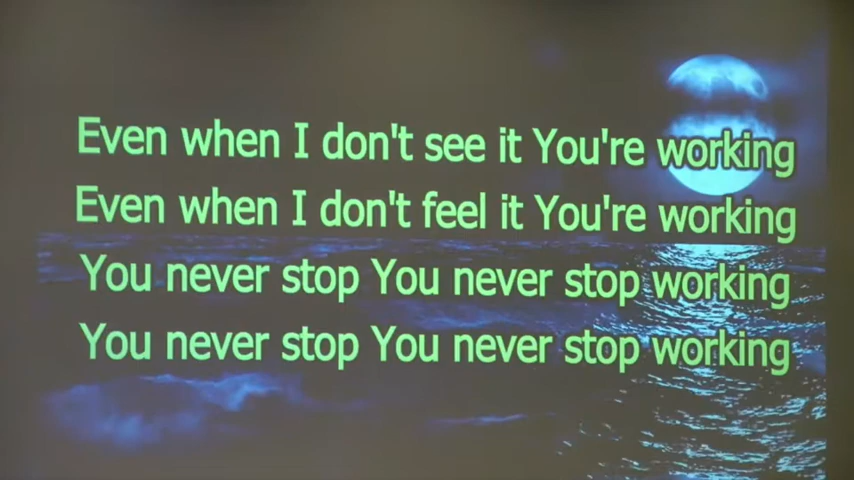 Even when I don't see it You're working
Even when I don't feel it You're working
You never stop You never stop working
You never stop You never stop working